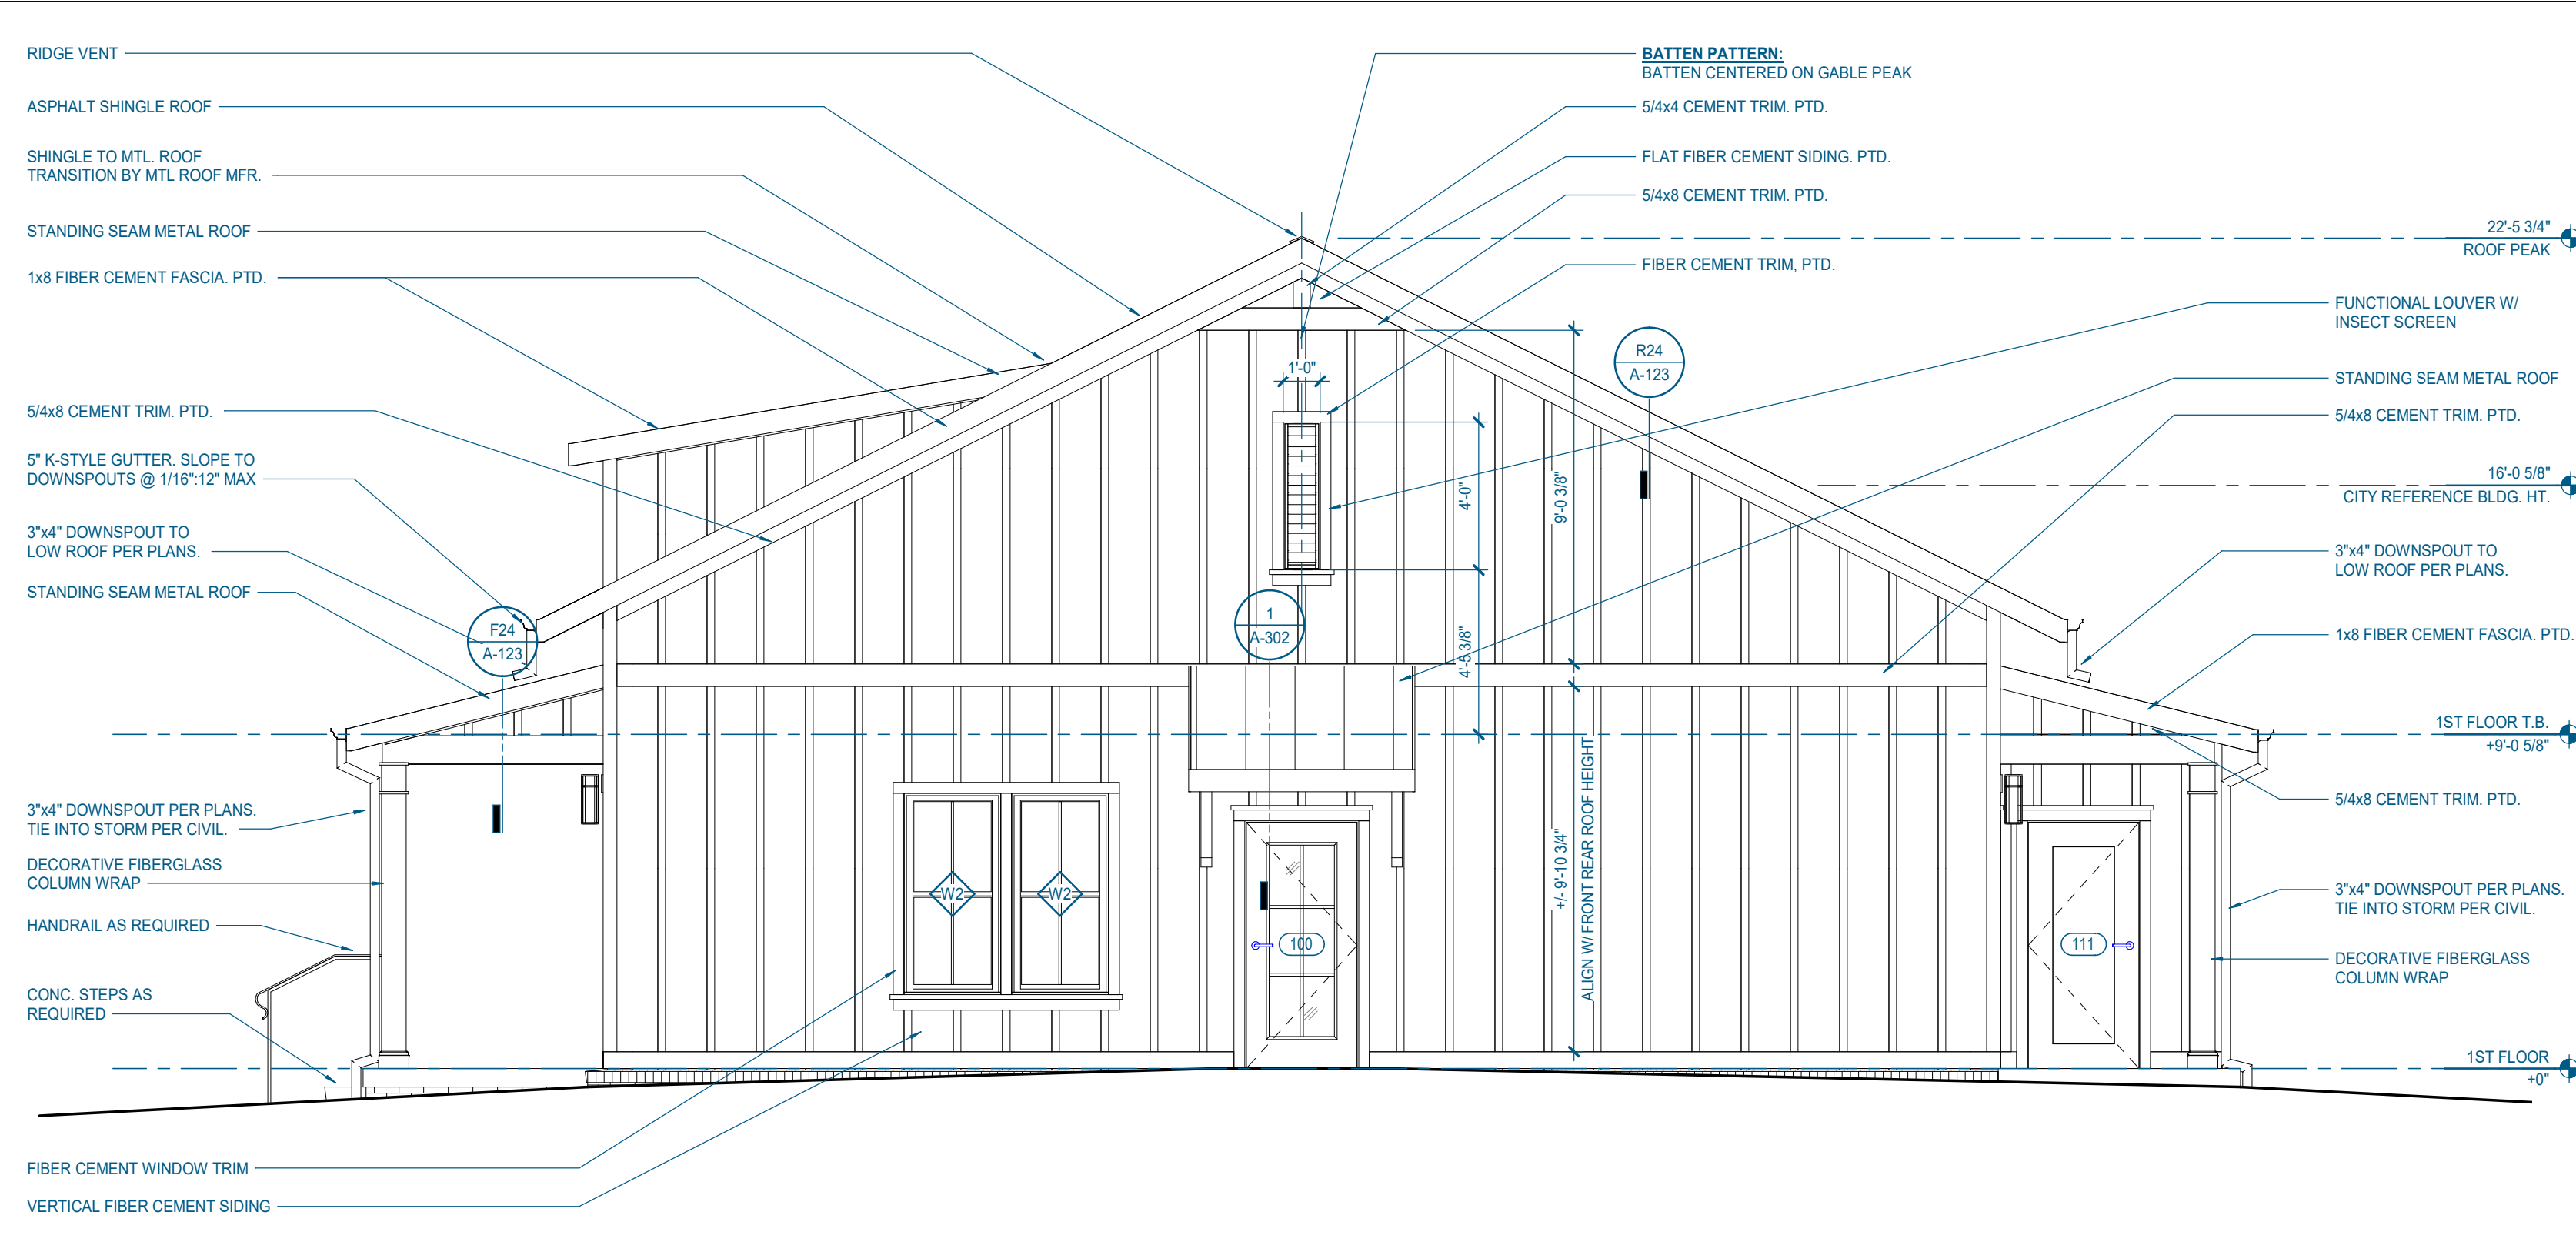 RIDGE VENT
ASPHALT SHINGLE ROOF
SHINGLE TO MTL. ROOF
TRANSITION BY MTL ROOF MFR.
STANDING SEAM METAL ROOF
1x8 FIBER CEMENT FASCIA. PTD.
5/4x8 CEMENT TRIM. PTD.
5" K-STYLE GUTTER. SLOPE TO
DOWNSPOUTS @ 1/16":12" MAX
3"x4" DOWNSPOUT TO
LOW ROOF PER PLANS.
STANDING SEAM METAL ROOF
F24
A-123
3"x4" DOWNSPOUT PER PLANS.
TIE INTO STORM PER CIVIL.
DECORATIVE FIBERGLASS
COLUMN WRAP
HANDRAIL AS REQUIRED
CONC. STEPS AS
REQUIRED
FIBER CEMENT WINDOW TRIM
VERTICAL FIBER CEMENT SIDING
BATTEN PATTERN:
BATTEN CENTERED ON GABLE PEAK
5/4x4 CEMENT TRIM. PTD.
FLAT FIBER CEMENT SIDING. PTD.
5/4x8 CEMENT TRIM. PTD.
FIBER CEMENT TRIM, PTD.
R24
A-123
1'-0"
4'-0"
9'-0 3/8"
4'-5 3/8"
1
A-302
+/- 9'-10 3/4"
ALIGN W/ FRONT REAR ROOF HEIGHT
W2
W2
100
111
22'-5 3/4"
ROOF PEAK
FUNCTIONAL LOUVER W/
INSECT SCREEN
STANDING SEAM METAL ROOF
5/4x8 CEMENT TRIM. PTD.
16'-0 5/8"
CITY REFERENCE BLDG. HT.
3"x4" DOWNSPOUT TO
LOW ROOF PER PLANS.
1x8 FIBER CEMENT FASCIA. PTD.
1ST FLOOR T.B.
+9'-0 5/8"
5/4x8 CEMENT TRIM. PTD.
3"x4" DOWNSPOUT PER PLANS.
TIE INTO STORM PER CIVIL.
DECORATIVE FIBERGLASS
COLUMN WRAP
1ST FLOOR
+0"